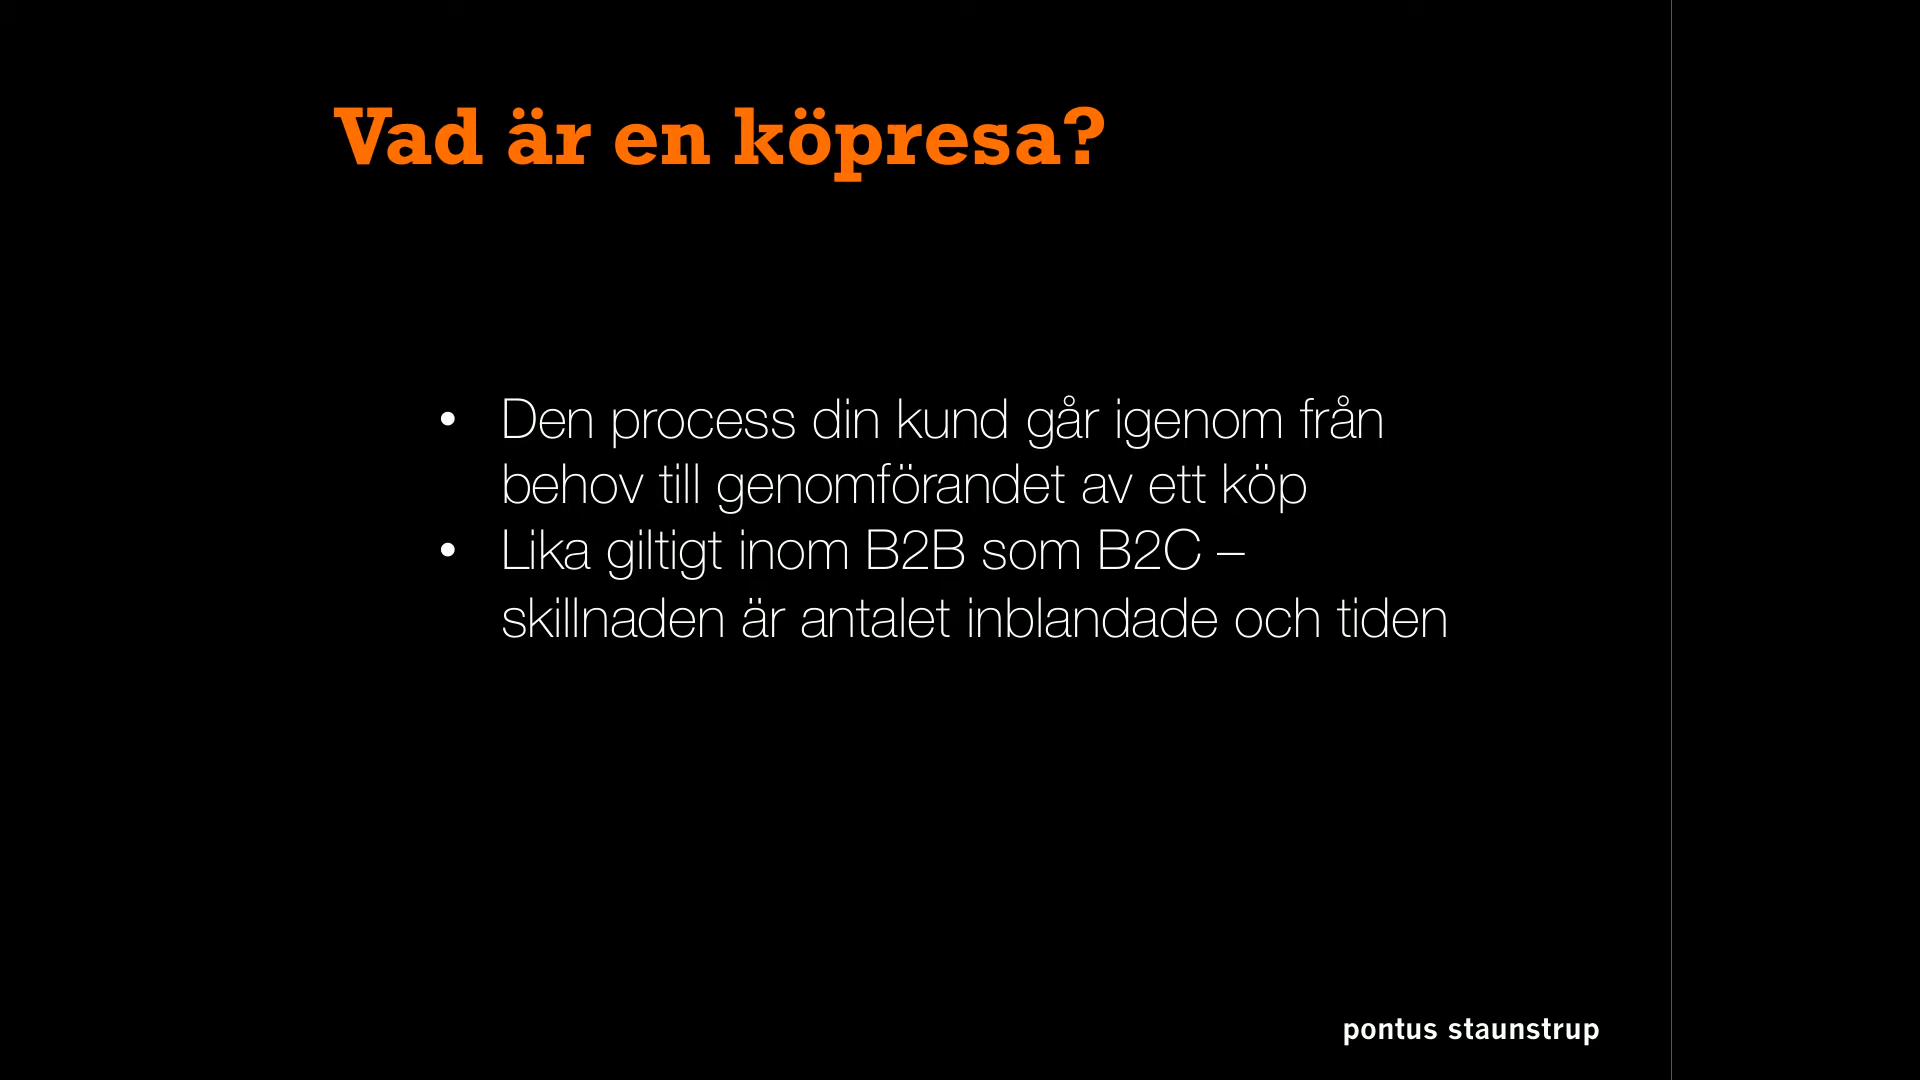 Vad är en köpresa?
• Den process din kund går igenom från
behov till genomförandet av ett köp
• Lika giltigt inom B2B som B2C –
skillnaden är antalet inblandade och tiden
pontus staunstrup